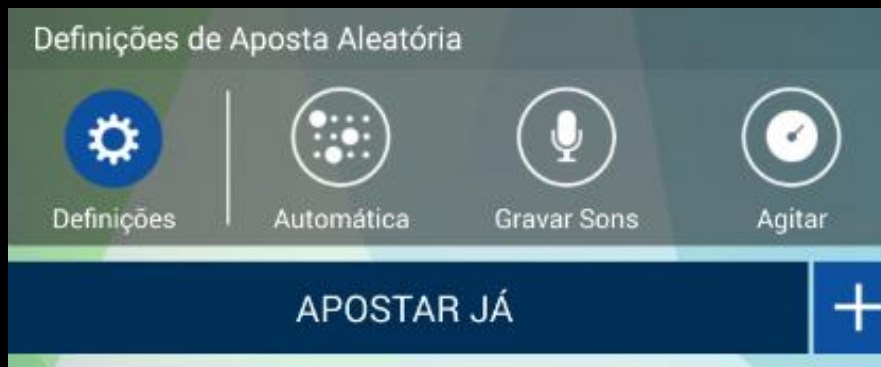 Definições de Aposta Aleatória
Definições Automática Gravar Sons Agitar
APOSTAR JÁ +